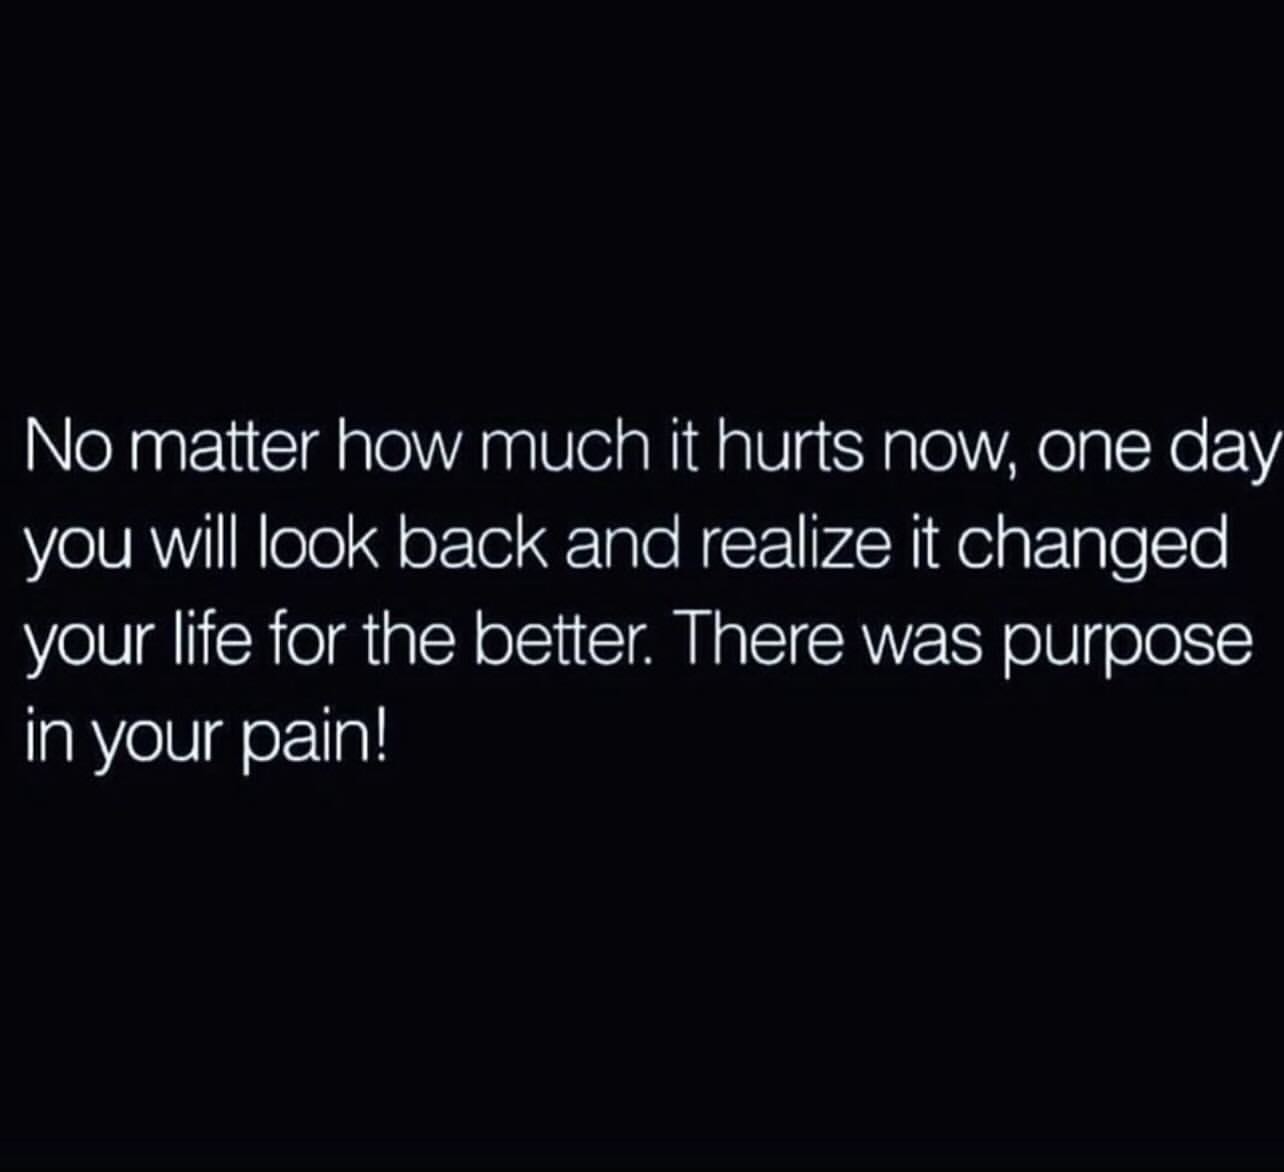 No matter how much it hurts now, one day
you will look back and realize it changed
your life for the better. There was purpose
in your pain!